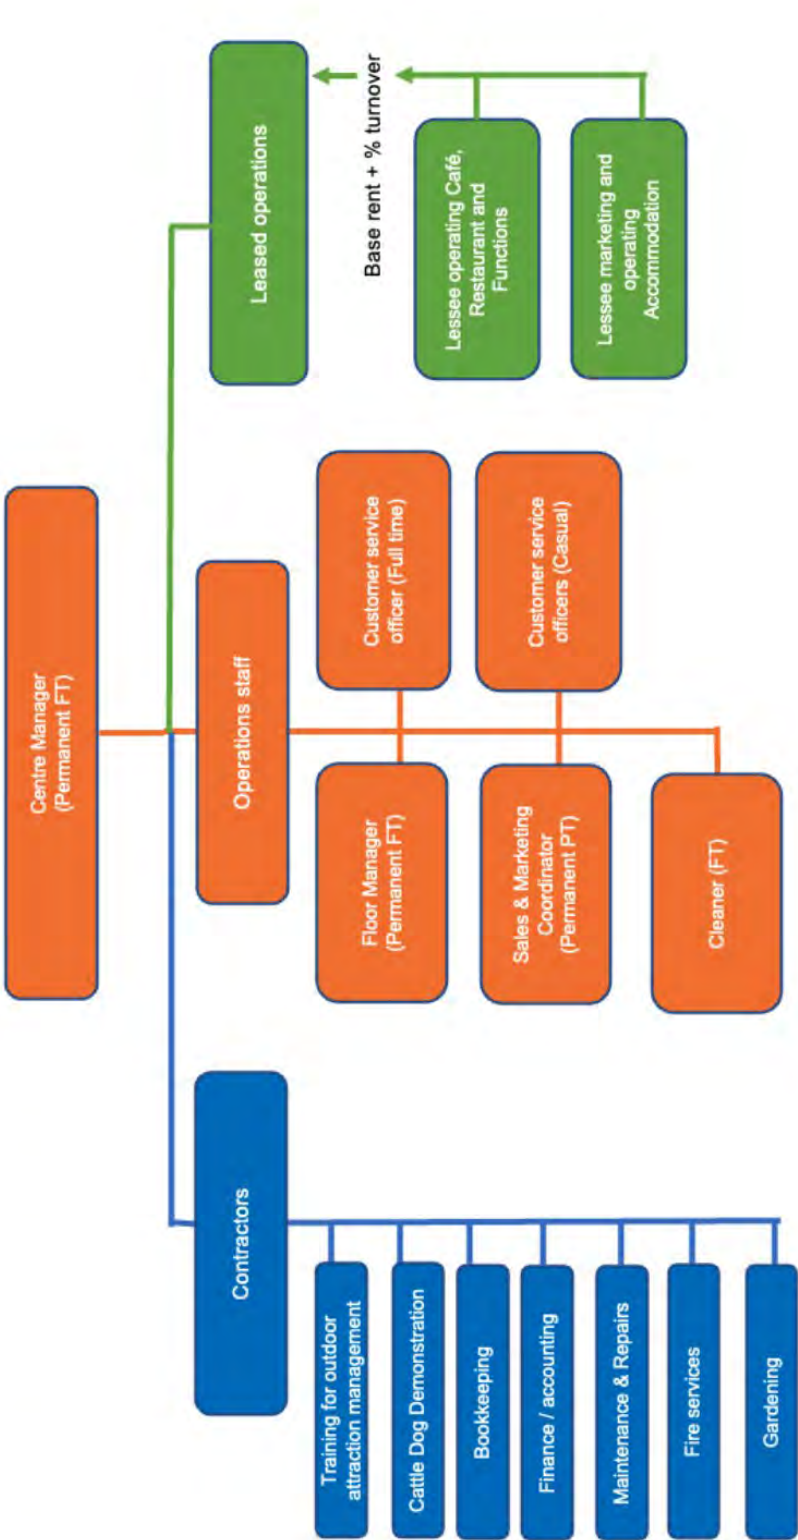 Centre Manager
(Permanent FT)
Contractors
Training for outdoor
attraction management
Cattle Dog Demonstration
Bookkeeping
Finance / accounting
Maintenance & Repairs
Fire services
Gardening
Operations staff
Floor Manager
(Permanent FT)
Customer service
officer (Full time)
Sales & Marketing
Coordinator
(Permanent PT)
Customer service
officers (Casual)
Cleaner (FT)
Leased operations
Base rent + % turnover
Lessee operating Café,
Restaurant and
Functions
Lessee marketing and
operating
Accommodation